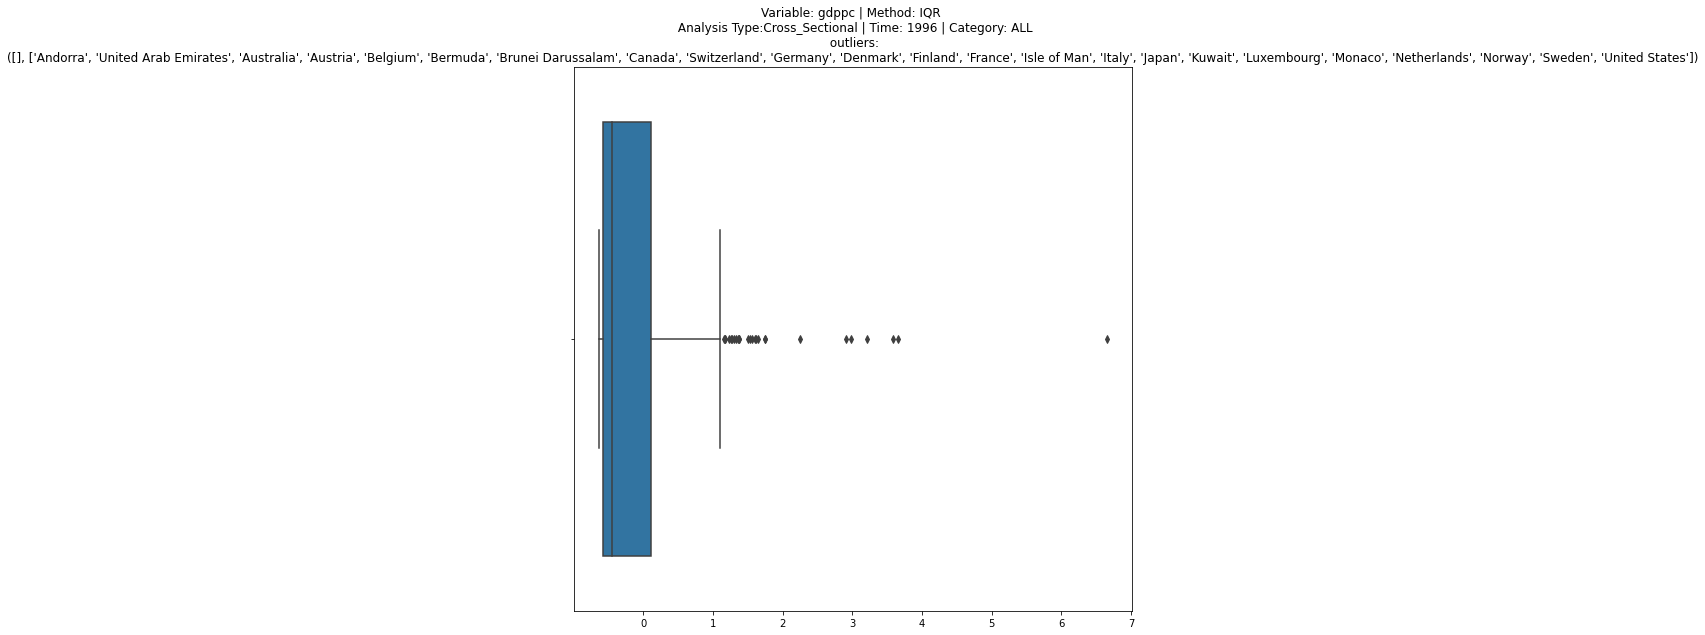 Variable: gdppc | Method: IQR
Analysis Type:Cross_Sectional | Time: 1996 | Category: ALL
outliers:
([], ['Andorra', 'United Arab Emirates', 'Australia', 'Austria', 'Belgium', 'Bermuda', 'Brunei Darussalam', 'Canada', 'Switzerland', 'Germany', 'Denmark', 'Finland', 'France', 'Isle of Man', 'Italy', 'Japan', 'Kuwait', 'Luxembourg', 'Monaco', 'Netherlands', 'Norway', 'Sweden', 'United States'])
0 1 2 3 4 5 6 7